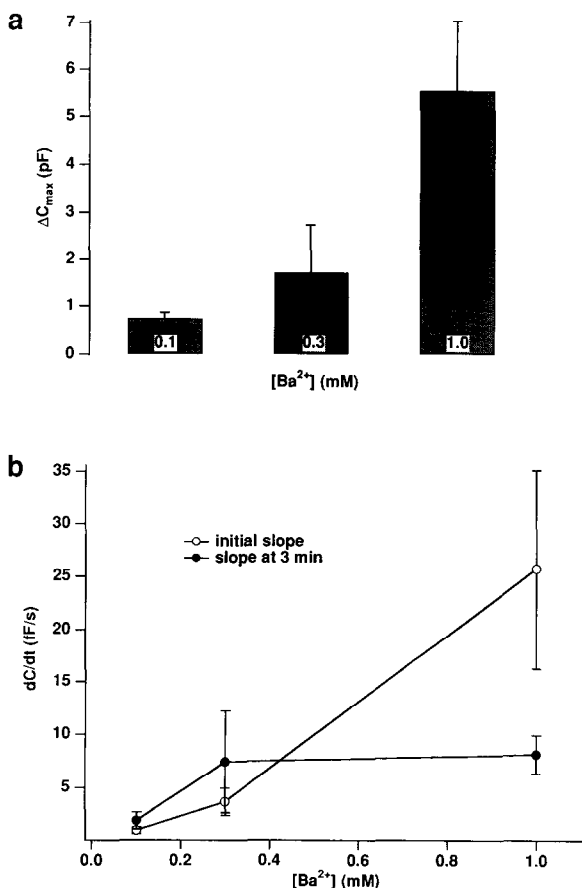 a
7
6
5
4
3
2
1
0
ΔCmax (pF)
0.1 0.3 1.0
[Ba2+] (mM)
b
35
30
25
20
15
10
5
dC/dt (fF/s)
initial slope
slope at 3 min
0.0 0.2 0.4 0.6 0.8 1.0
[Ba2+] (mM)